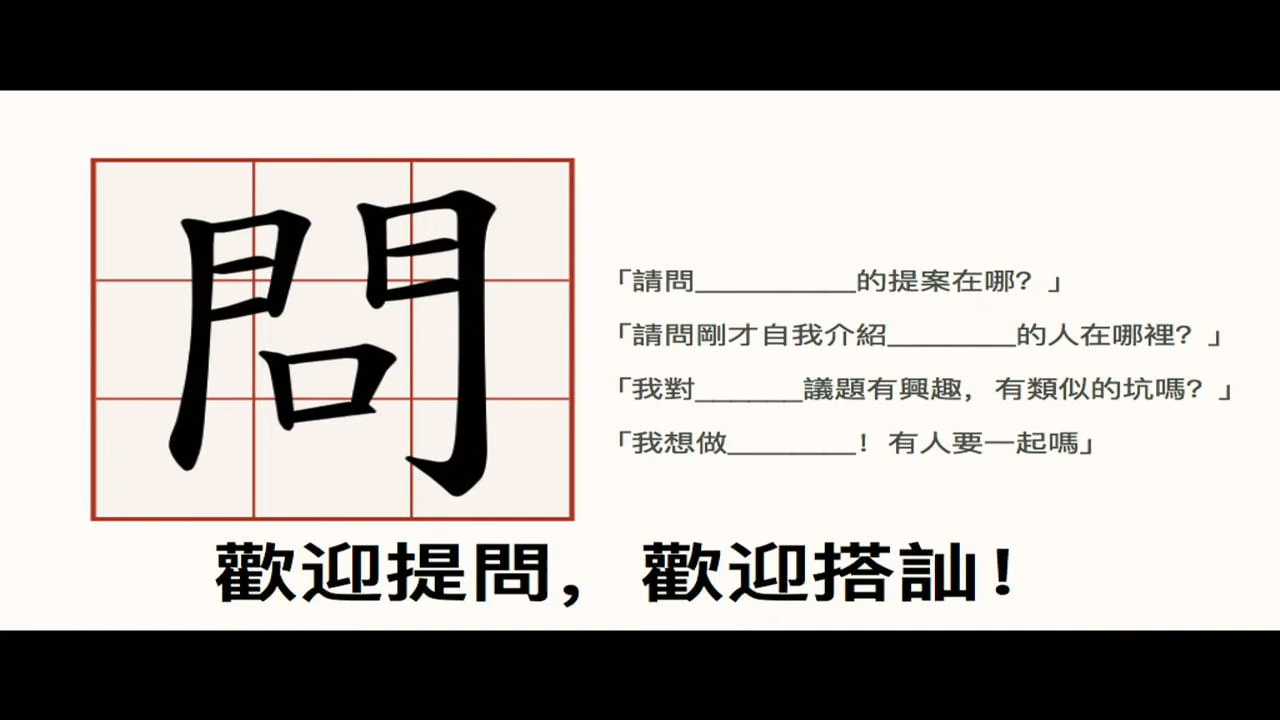 問
「請問__________的提案在哪？」
「請問剛才自我介紹________的人在哪裡？」
「我對______議題有興趣，有類似的坑嗎？」
「我想做________！有人要一起嗎」
歡迎提問，歡迎搭訕！